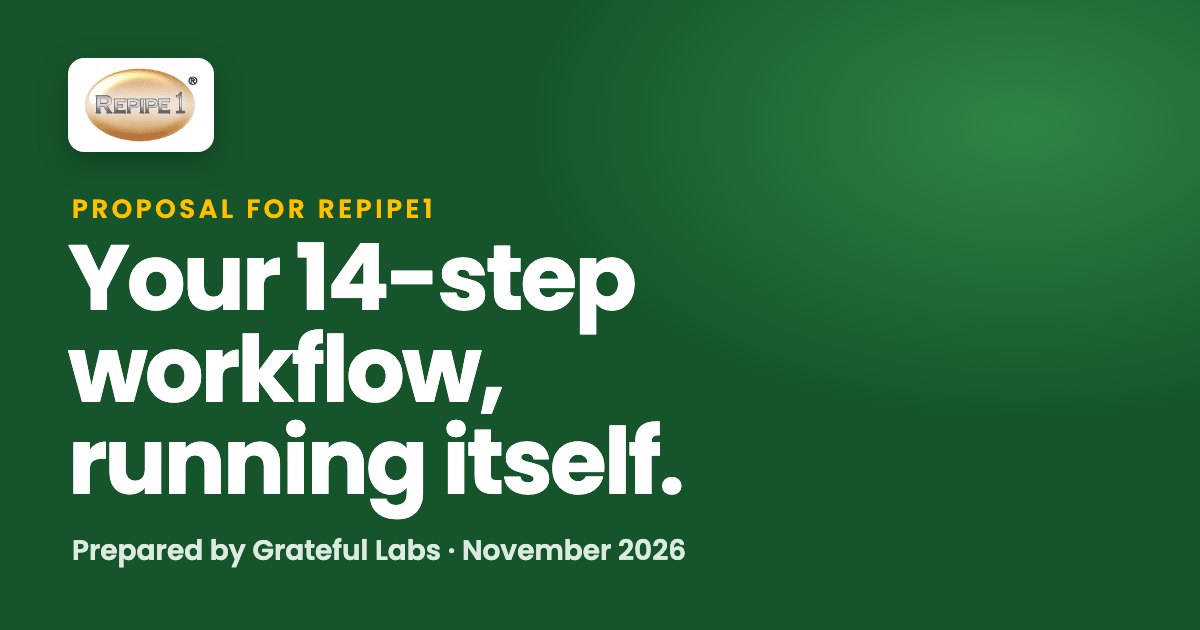 REPIPE 1®
PROPOSAL FOR REPIPE1
Your 14-step
workflow,
running itself.
Prepared by Grateful Labs · November 2026